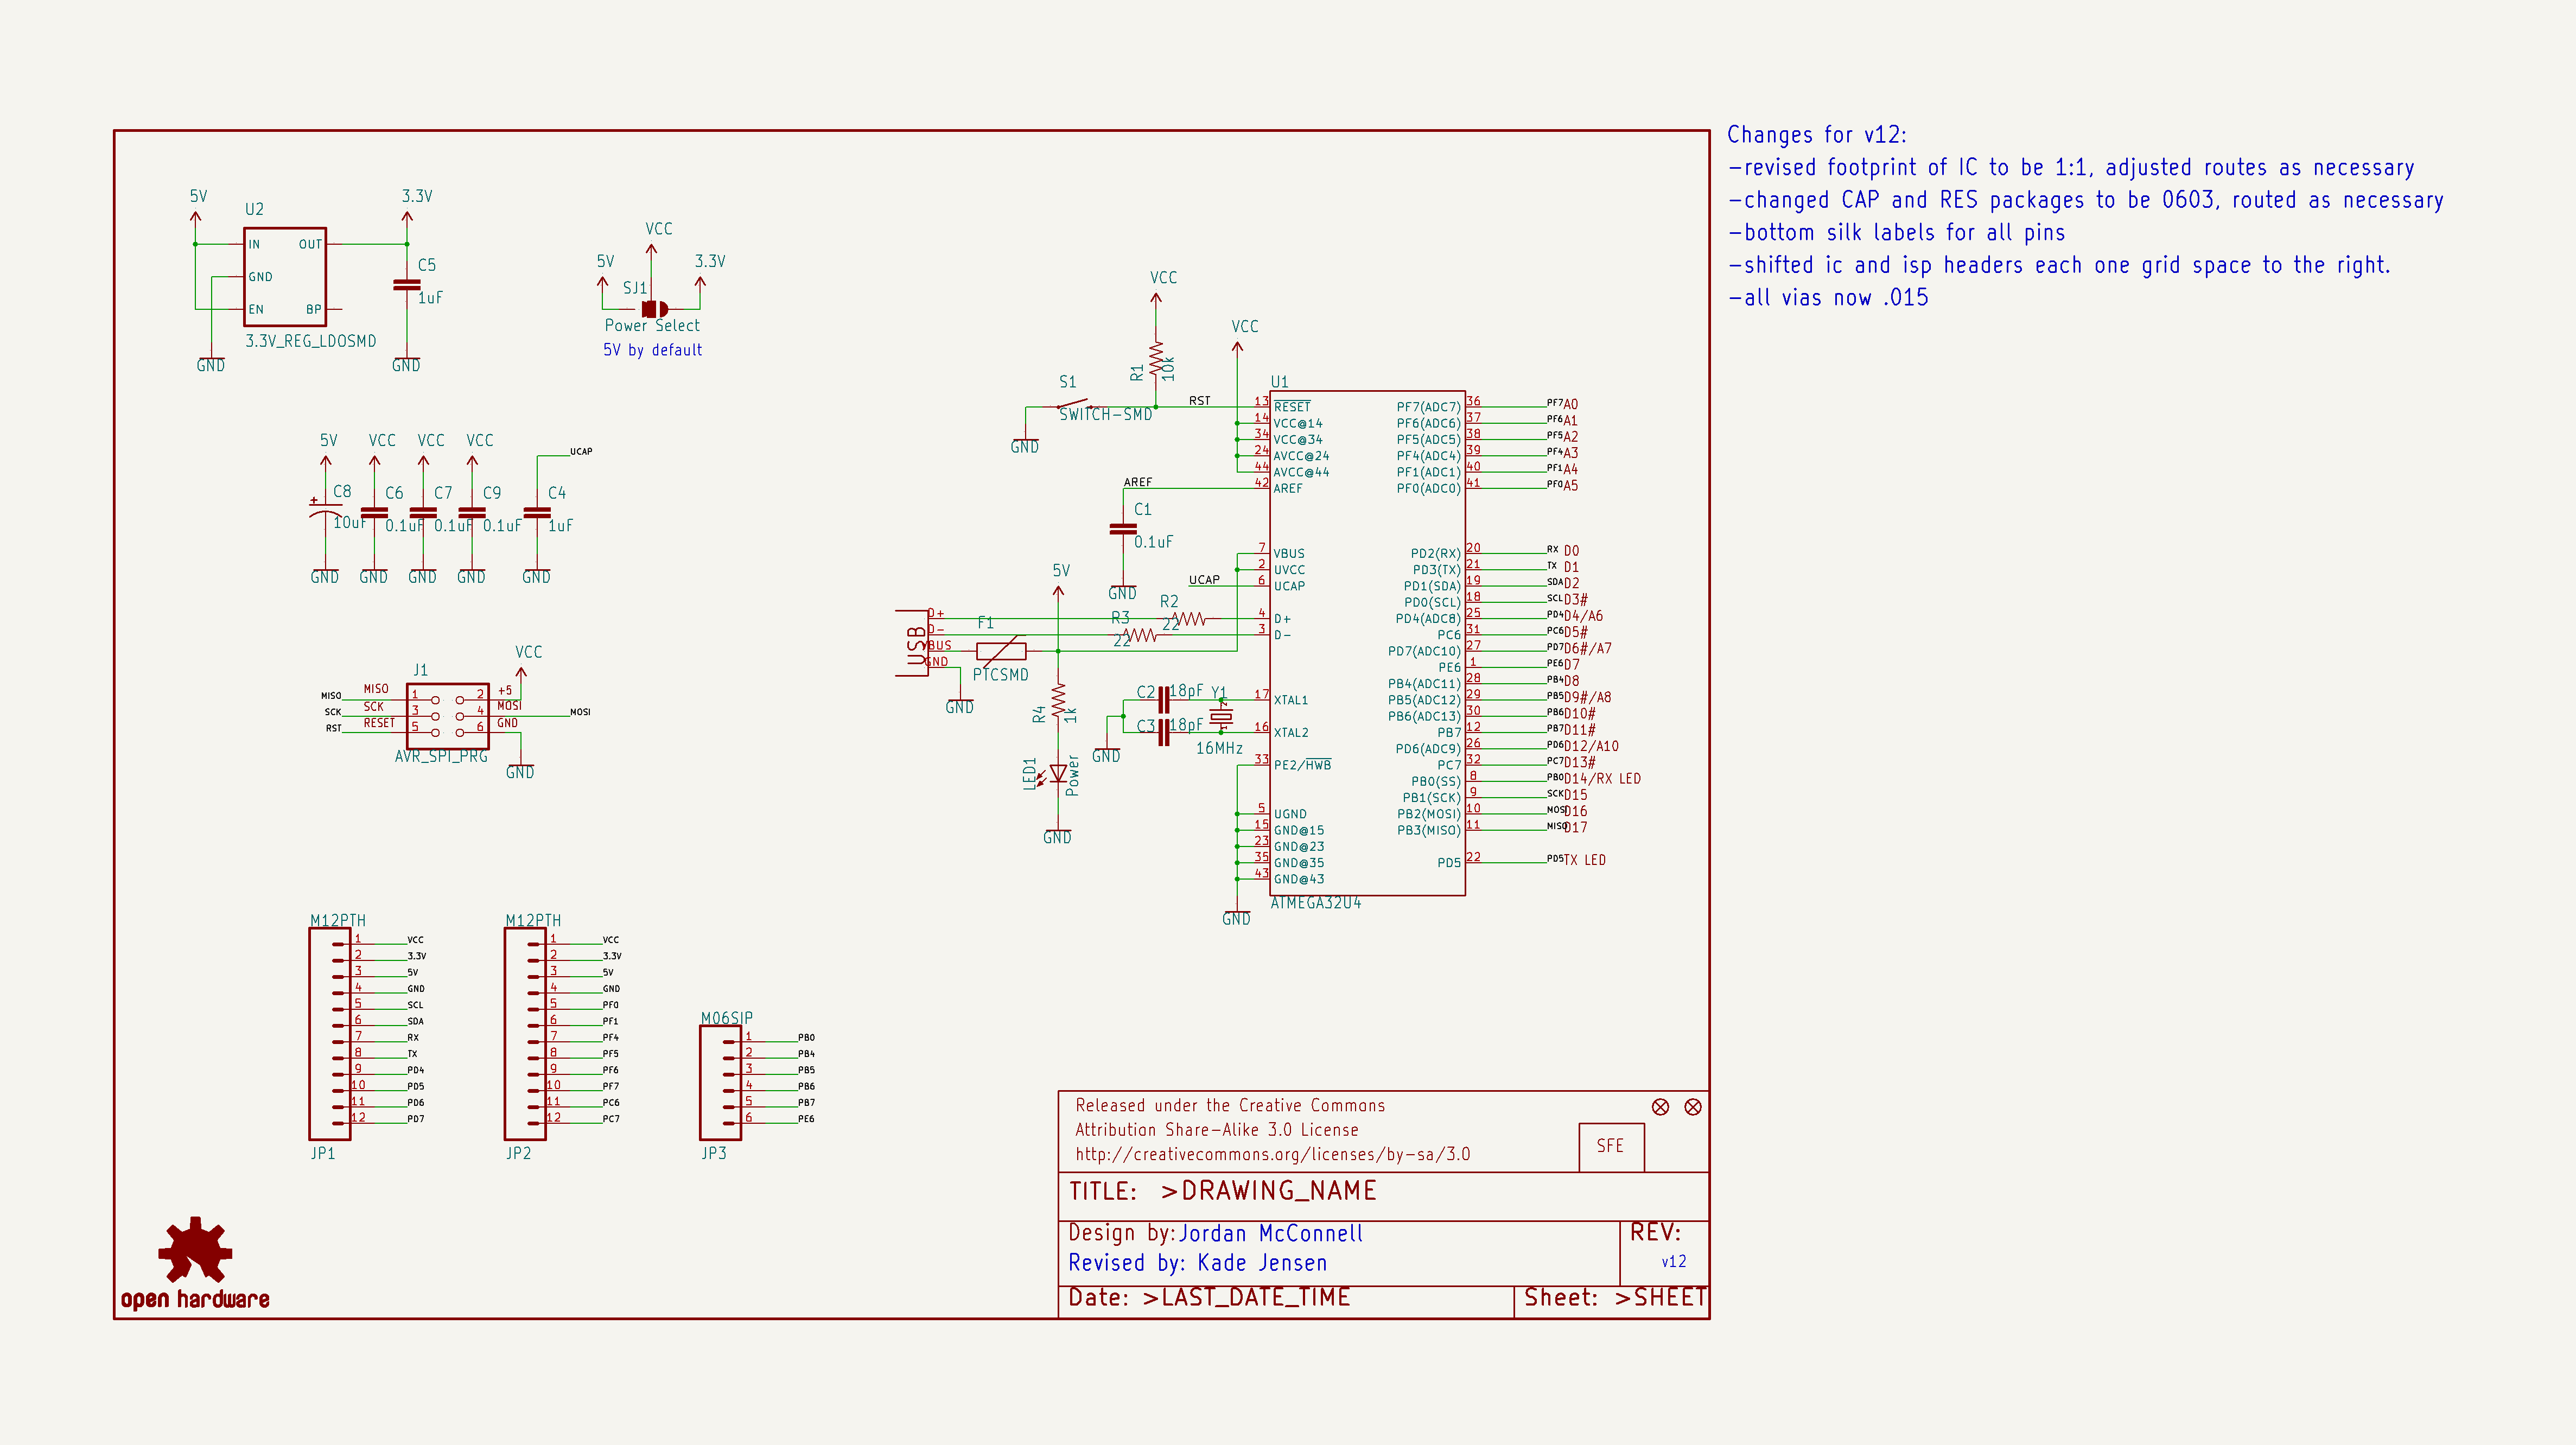 Changes for v12:
-revised footprint of IC to be 1:1, adjusted routes as necessary
-changed CAP and RES packages to be 0603, routed as necessary
-bottom silk labels for all pins
-shifted ic and isp headers each one grid space to the right.
-all vias now .015
5V
3.3V
U2
IN
OUT
GND
EN
BP
3.3V_REG_LDOSMD
C5
1uF
GND
GND
VCC
5V
3.3V
SJ1
Power Select
5V by default
5V
VCC
VCC
VCC
UCAP
C8
C6
C7
C9
C4
10uF
0.1uF
0.1uF
0.1uF
1uF
GND
GND
GND
GND
GND
J1
VCC
MISO
MISO
1
2
+5
SCK
SCK
3
4
MOSI
MOSI
RST
RESET
5
6
GND
AVR_SPI_PRG
GND
VCC
R1
10k
S1
SWITCH-SMD
RST
GND
VCC
AREF
C1
0.1uF
GND
5V
UCAP
USB
D+
D-
VBUS
GND
F1
PTCSMD
GND
R2
22
R3
22
R4
1k
LED1
Power
GND
C2
18pF
C3
18pF
Y1
2
1
16MHz
GND
U1
13 RESET
14 VCC@14
34 VCC@34
24 AVCC@24
44 AVCC@44
42 AREF
7 VBUS
2 UVCC
6 UCAP
4 D+
3 D-
17 XTAL1
16 XTAL2
33 PE2/HWB
5 UGND
15 GND@15
23 GND@23
35 GND@35
43 GND@43
GND
ATMEGA32U4
PF7(ADC7) 36 PF7 A0
PF6(ADC6) 37 PF6 A1
PF5(ADC5) 38 PF5 A2
PF4(ADC4) 39 PF4 A3
PF1(ADC1) 40 PF1 A4
PF0(ADC0) 41 PF0 A5
PD2(RX) 20 RX D0
PD3(TX) 21 TX D1
PD1(SDA) 19 SDA D2
PD0(SCL) 18 SCL D3#
PD4(ADC8) 25 PD4 D4/A6
PC6 31 PC6 D5#
PD7(ADC10) 27 PD7 D6#/A7
PE6 1 PE6 D7
PB4(ADC11) 28 PB4 D8
PB5(ADC12) 29 PB5 D9#/A8
PB6(ADC13) 30 PB6 D10#
PB7 12 PB7 D11#
PD6(ADC9) 26 PD6 D12/A10
PC7 32 PC7 D13#
PB0(SS) 8 PB0 D14/RX LED
PB1(SCK) 9 SCK D15
PB2(MOSI) 10 MOSI D16
PB3(MISO) 11 MISO D17
PD5 22 PD5 TX LED
M12PTH
1 VCC
2 3.3V
3 5V
4 GND
5 SCL
6 SDA
7 RX
8 TX
9 PD4
10 PD5
11 PD6
12 PD7
JP1
M12PTH
1 VCC
2 3.3V
3 5V
4 GND
5 PF0
6 PF1
7 PF4
8 PF5
9 PF6
10 PF7
11 PC6
12 PC7
JP2
M06SIP
1 PB0
2 PB4
3 PB5
4 PB6
5 PB7
6 PE6
JP3
open hardware
Released under the Creative Commons
Attribution Share-Alike 3.0 License
http://creativecommons.org/licenses/by-sa/3.0
SFE
TITLE: >DRAWING_NAME
Design by: Jordan McConnell
Revised by: Kade Jensen
REV:
v12
Date: >LAST_DATE_TIME
Sheet: >SHEET